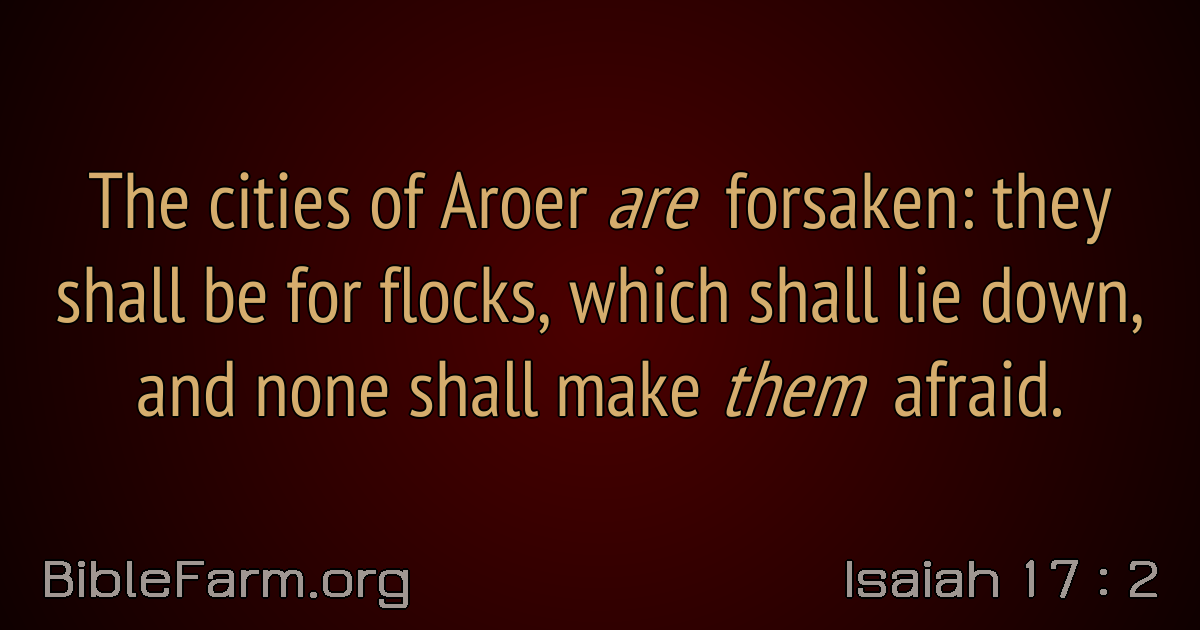 The cities of Aroer are forsaken: they
shall be for flocks, which shall lie down,
and none shall make them afraid.
BibleFarm.org
Isaiah 17 : 2